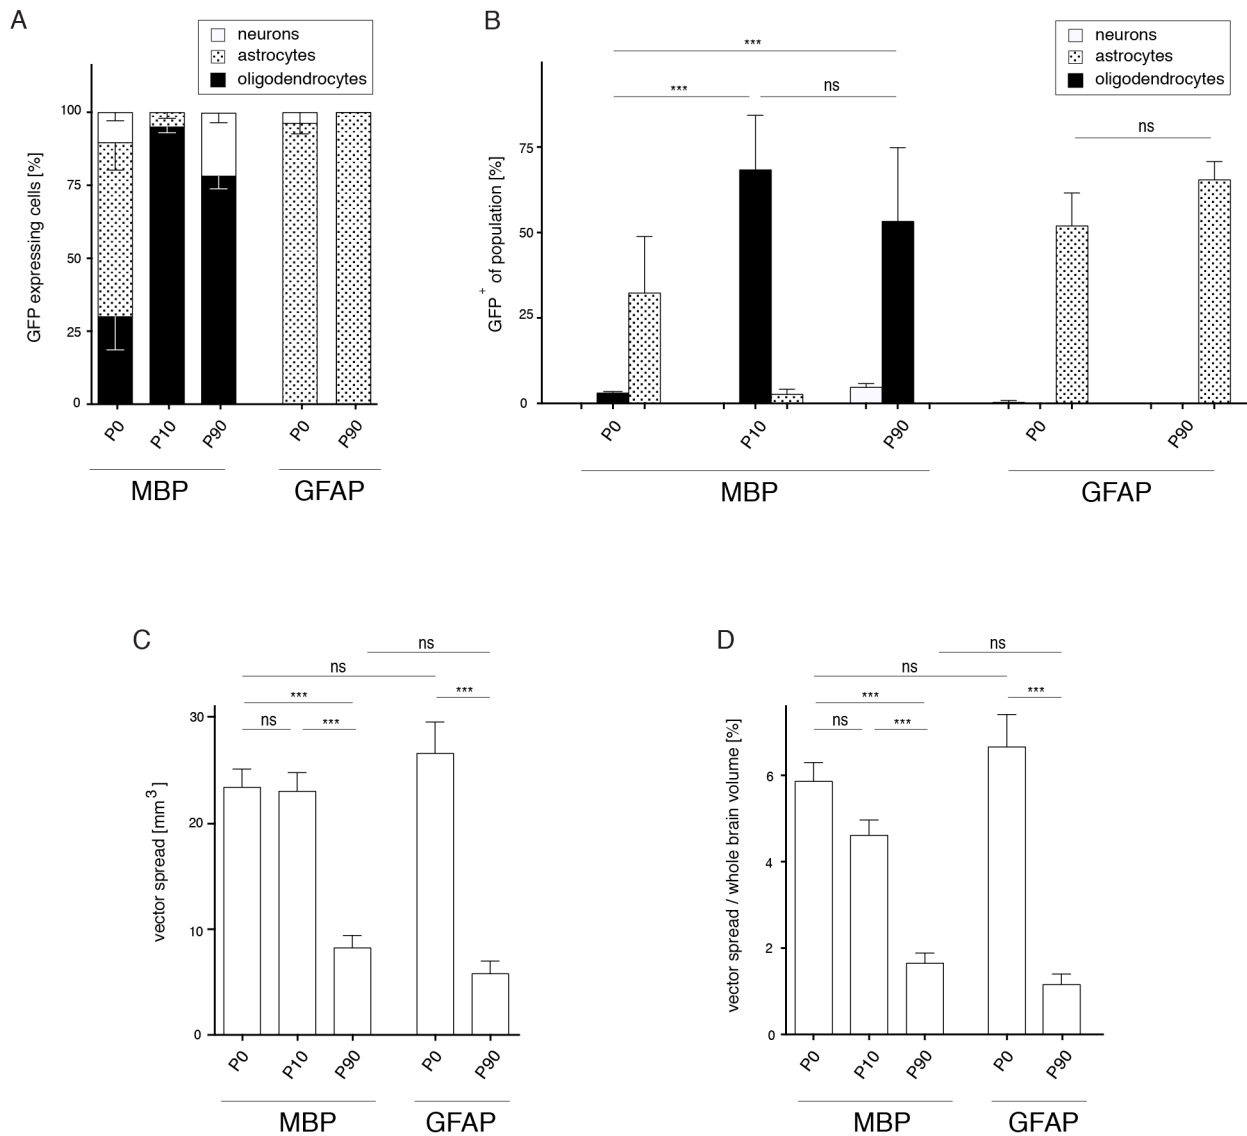 A
neurons
astrocytes
oligodendrocytes
GFP expressing cells [%]
100
75
50
25
0
P0 P10 P90 P0 P90
MBP GFAP
B
neurons
astrocytes
oligodendrocytes
***
*** ns
ns
GFP+ of population [%]
75
50
25
0
P0 P10 P90 P0 P90
MBP GFAP
C
ns
ns
*** ***
ns ***
vector spread [mm3]
30
20
10
0
P0 P10 P90 P0 P90
MBP GFAP
D
ns
ns
*** ***
ns ***
vector spread / whole brain volume [%]
6
4
2
0
P0 P10 P90 P0 P90
MBP GFAP